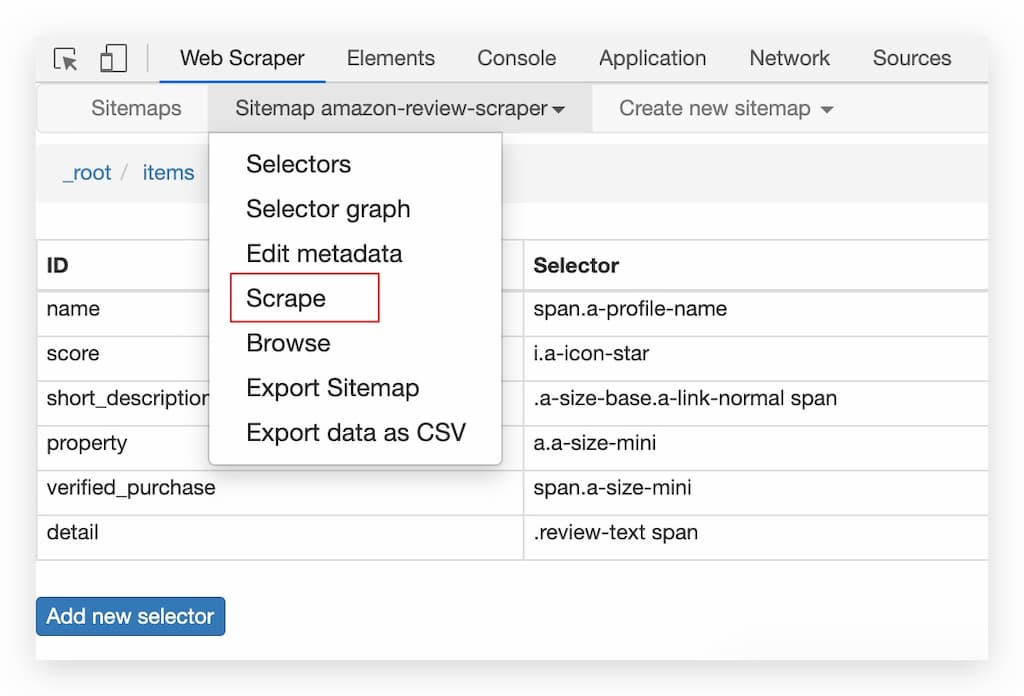 Web Scraper Elements Console Application Network Sources
Sitemaps Sitemap amazon-review-scraper Create new sitemap
_root / items
Selectors
Selector graph
Edit metadata
Scrape
Browse
Export Sitemap
Export data as CSV
ID Selector
name span.a-profile-name
score i.a-icon-star
short_description .a-size-base.a-link-normal span
property a.a-size-mini
verified_purchase span.a-size-mini
detail .review-text span
Add new selector